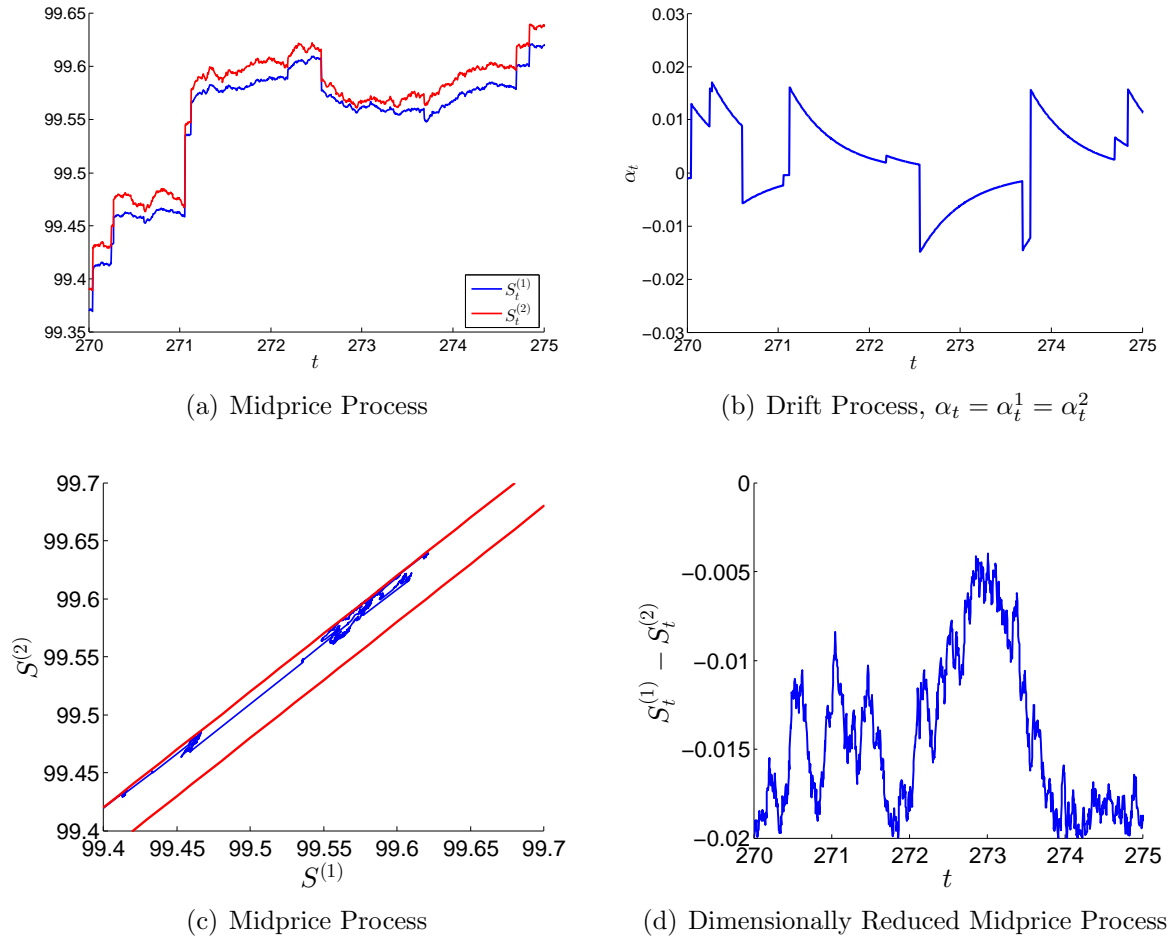 99.65
99.6
99.55
99.5
99.45
99.4
99.35
270 271 272 273 274 275
t
S_t^{(1)}
S_t^{(2)}
(a) Midprice Process
0.03
0.02
0.01
0
−0.01
−0.02
−0.03
α_t
270 271 272 273 274 275
t
(b) Drift Process, α_t = α_t^1 = α_t^2
99.7
99.65
99.6
99.55
99.5
99.45
99.4
S^{(2)}
99.4 99.45 99.5 99.55 99.6 99.65 99.7
S^{(1)}
(c) Midprice Process
0
−0.005
−0.01
−0.015
−0.02
S_t^{(1)} − S_t^{(2)}
270 271 272 273 274 275
t
(d) Dimensionally Reduced Midprice Process